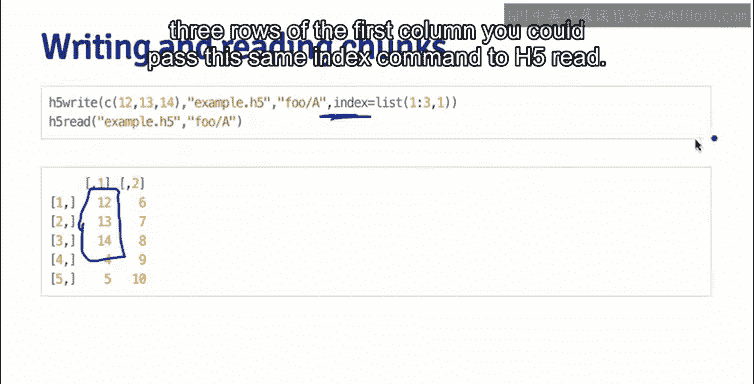 three rows of the first column you could
Writing and reading chunks
pass this same index command to H5 read.
h5write(c(12,13,14),"example.h5","foo/A",index=list(1:3,1))
h5read("example.h5","foo/A")
[,1] [,2]
[1,] 12 6
[2,] 13 7
[3,] 14 8
[4,] 4 9
[5,] 5 10